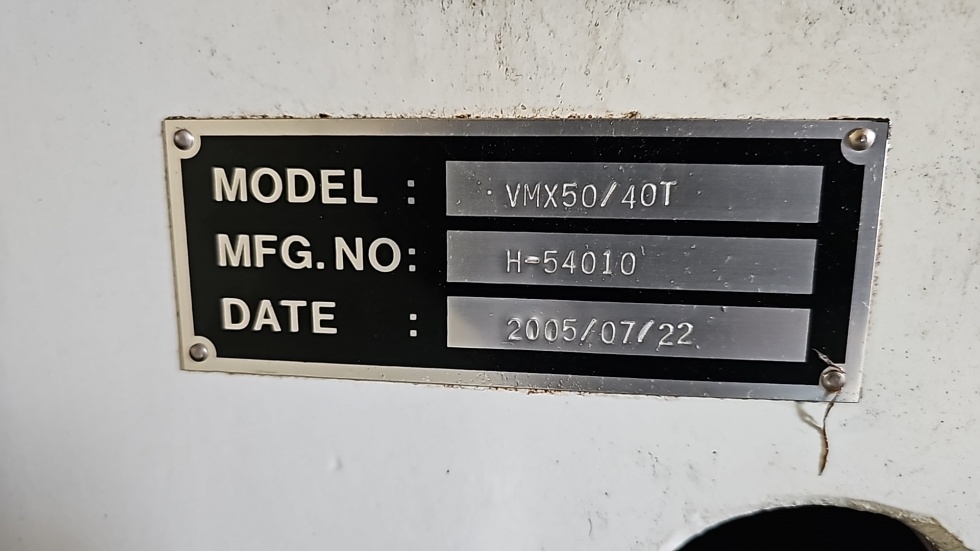 MODEL : VMX50/40T
MFG.NO: H-54010
DATE : 2005/07/22